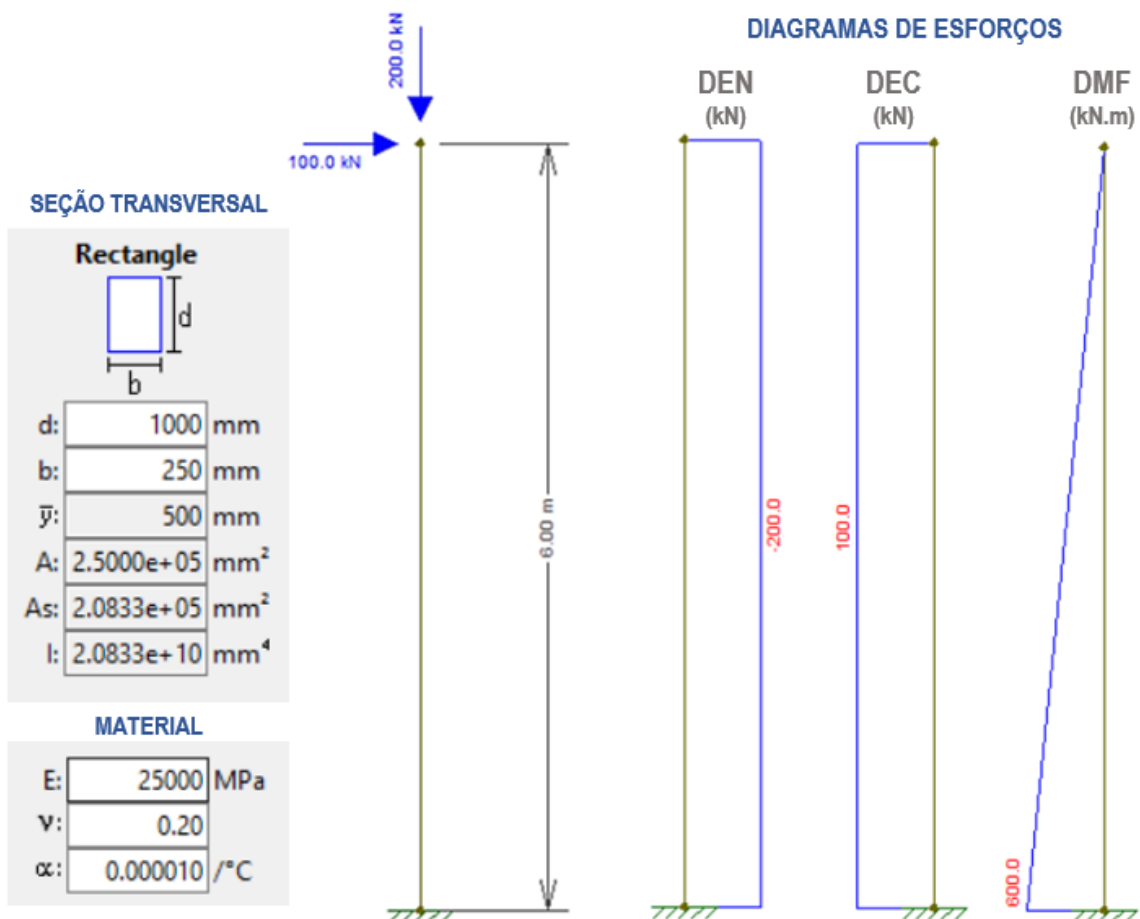 DIAGRAMAS DE ESFORÇOS
200.0 kN
100.0 kN
DEN
(kN)
DEC
(kN)
DMF
(kN.m)
SEÇÃO TRANSVERSAL
Rectangle
d
b
d: 1000 mm
b: 250 mm
y̅: 500 mm
A: 2.5000e+05 mm²
As: 2.0833e+05 mm²
I: 2.0833e+10 mm⁴
MATERIAL
E: 25000 MPa
ν: 0.20
α: 0.000010 /°C
6.00 m
-200.0
100.0
600.0